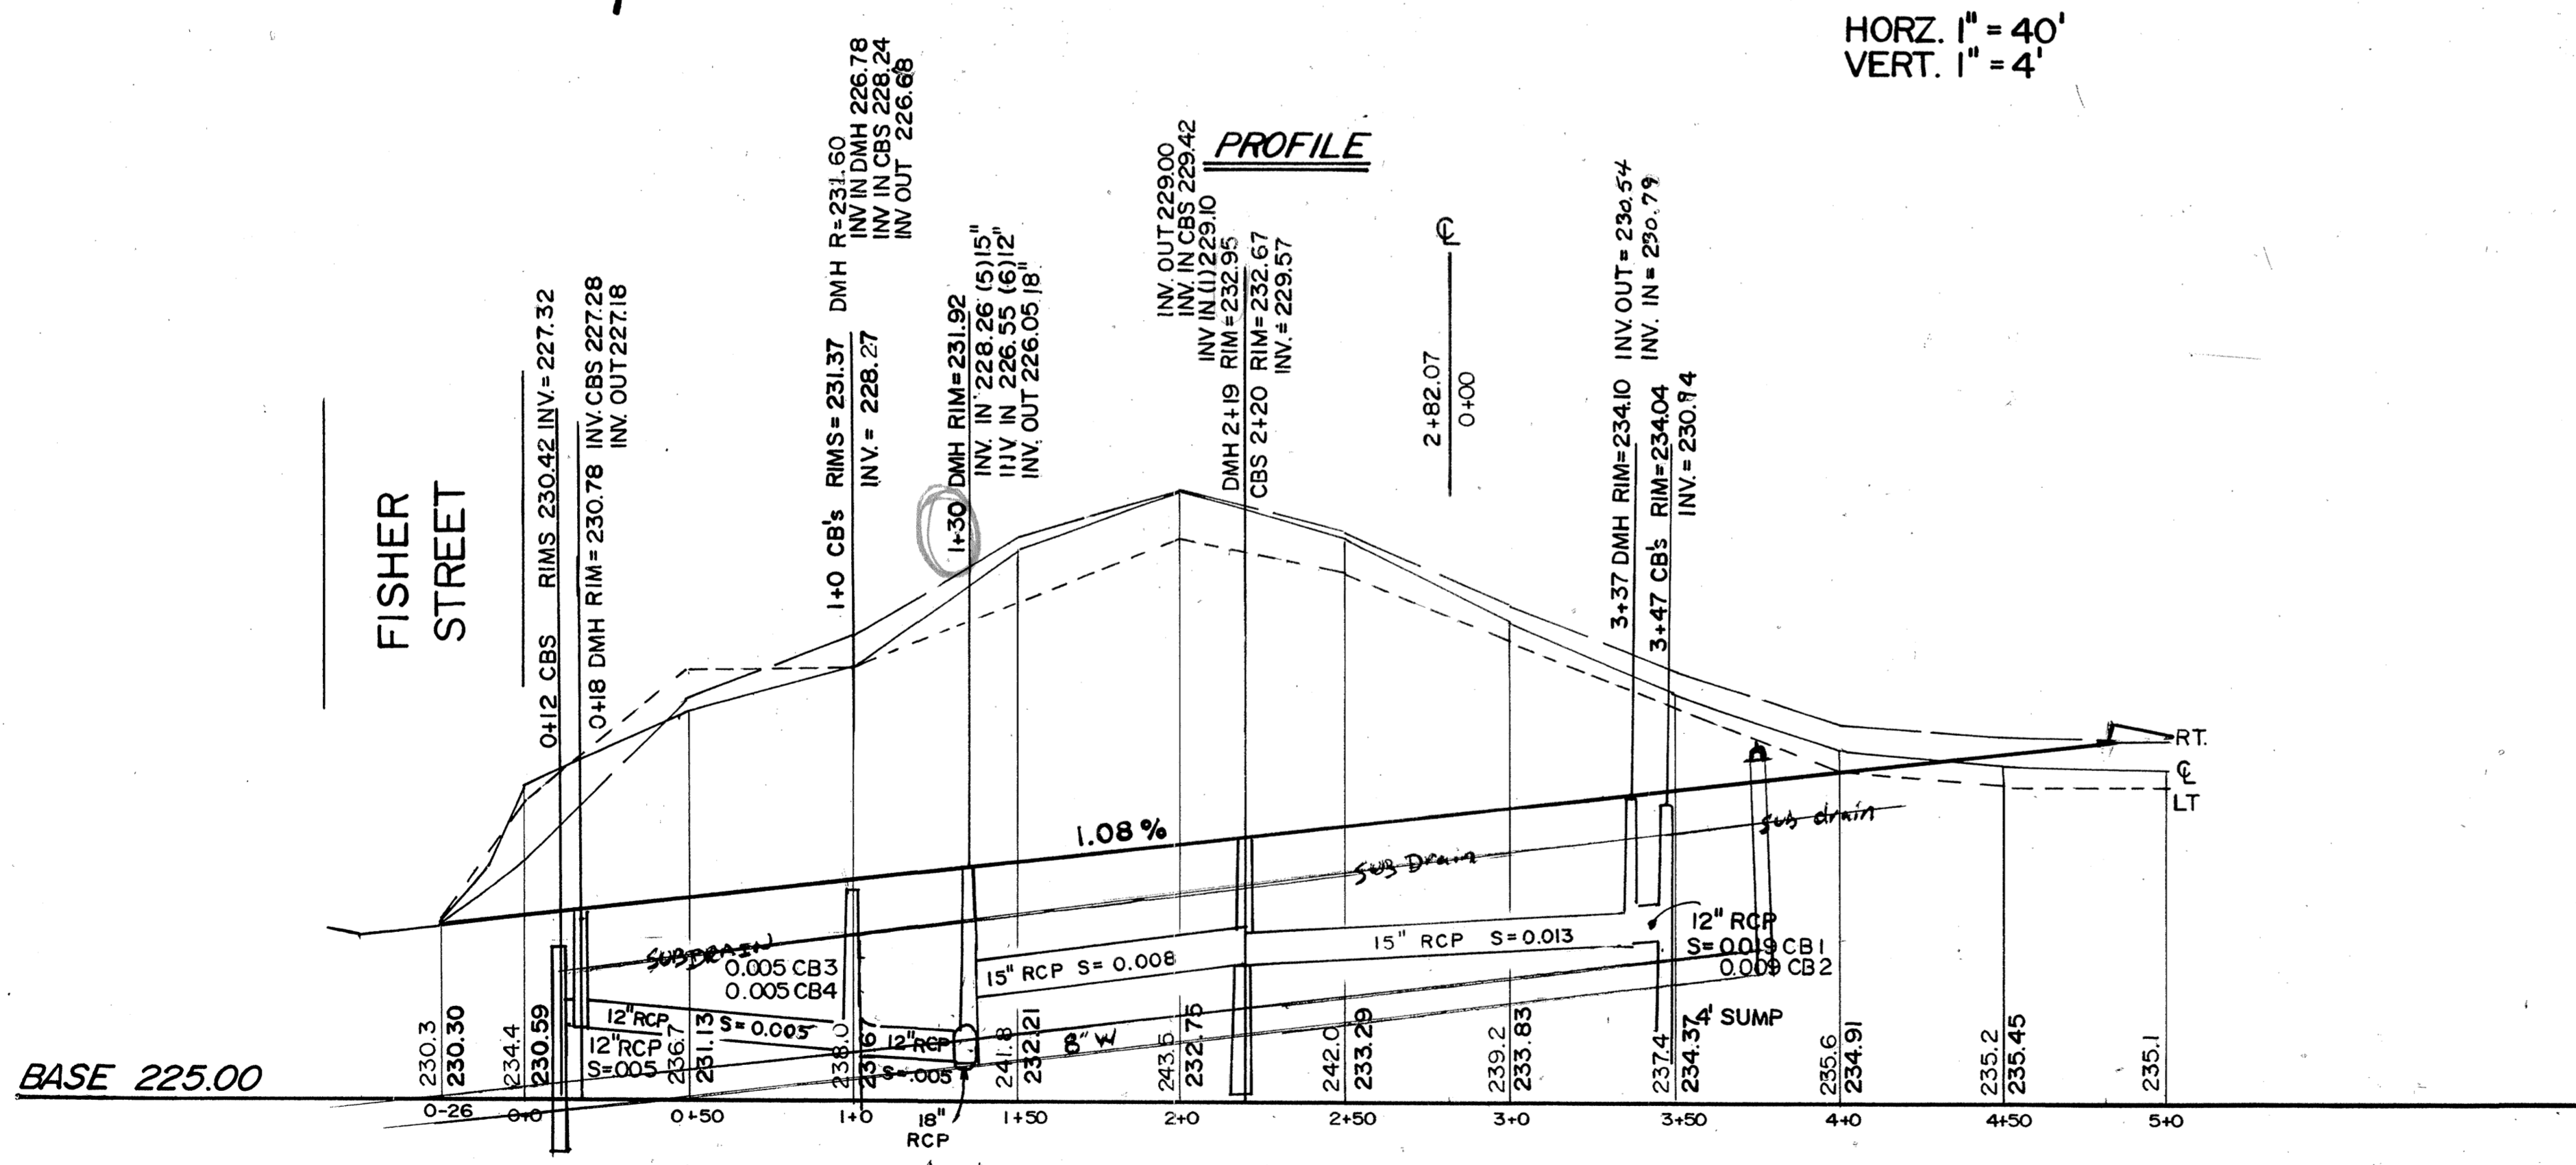 HORZ. 1" = 40'
VERT. 1" = 4'
PROFILE
FISHER
STREET
0+12 CBS RIMS 230.42 INV.= 227.32
0+18 DMH RIM = 230.78 INV. CBS 227.28
INV. OUT 227.18
1+0 CB's RIMS = 231.37 DMH R=231.60
INV. = 228.27
INV IN DMH 226.78
INV IN CBS 228.24
INV OUT 226.68
1+30 DMH RIM=231.92
INV. IN 228.26 (5) 15"
INV. IN 226.55 (6) 12"
INV. OUT 226.05 18"
INV. OUT 229.00
INV. IN CBS 229.42
INV IN (1) 229.10
DMH 2+19 RIM=232.95
CBS 2+20 RIM=232.67
INV.= 229.57
2+82.07
0+00
3+37 DMH RIM=234.10 INV. OUT = 230.54
INV. IN = 230.79
3+47 CB's RIM=234.04
INV. = 230.94
RT.
℄
LT
1.08 %
SUB Drain
Sub drain
SUBDRAIN
0.005 CB3
0.005 CB4
12" RCP S= 0.005
12" RCP
S=.005
12" RCP
S=.005
18"
RCP
15" RCP S= 0.008
15" RCP S=0.013
12" RCP
S= 0.019 CB1
0.009 CB2
4' SUMP
8" W
230.3
230.30
234.4
230.59
236.7
231.13
238.0
231.67
241.8
232.21
243.5
232.75
242.0
233.29
239.2
233.83
237.4
234.37
235.6
234.91
235.2
235.45
235.1
BASE 225.00
0-26 0+0 0+50 1+0 1+50 2+0 2+50 3+0 3+50 4+0 4+50 5+0